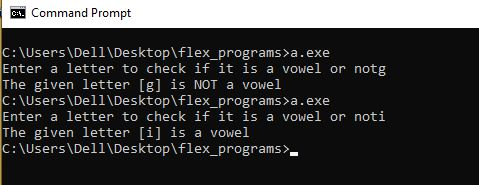 Command Prompt
C:\Users\Dell\Desktop\flex_programs>a.exe
Enter a letter to check if it is a vowel or notg
The given letter [g] is NOT a vowel
C:\Users\Dell\Desktop\flex_programs>a.exe
Enter a letter to check if it is a vowel or noti
The given letter [i] is a vowel
C:\Users\Dell\Desktop\flex_programs>